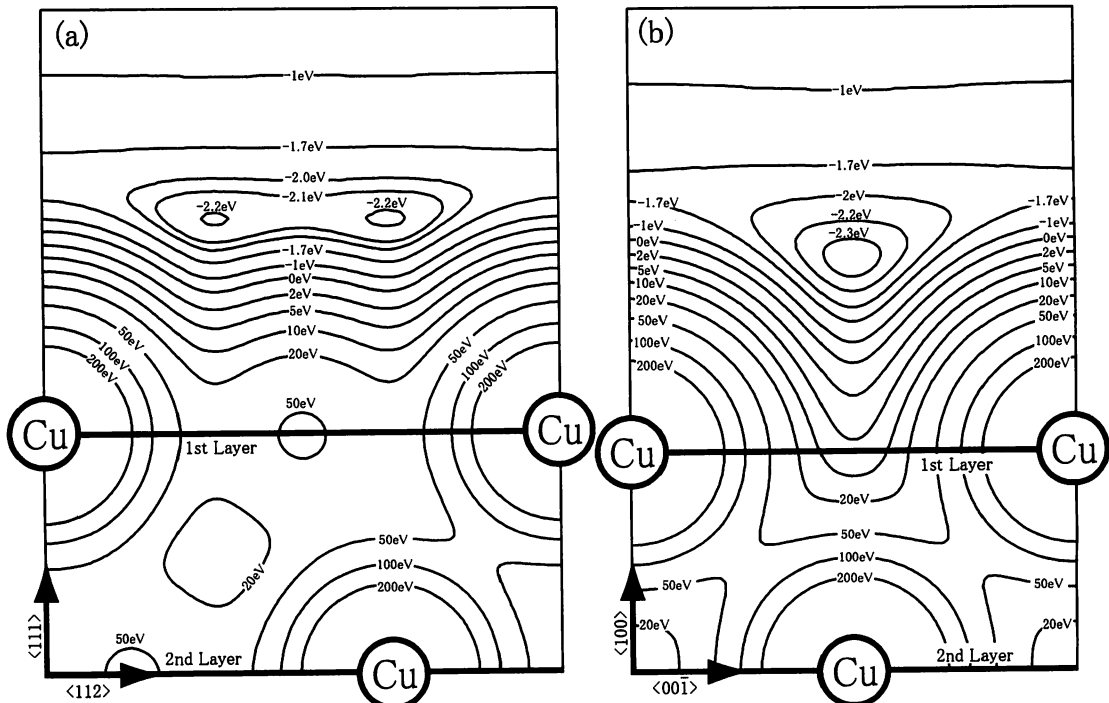 (a)
-1eV
-1.7eV
-2.0eV
-2.1eV
-2.2eV
-2.2eV
-1.7eV
-1eV
0eV
2eV
5eV
10eV
20eV
50eV
100eV
200eV
50eV
100eV
200eV
50eV
Cu
Cu
1st Layer
20eV
50eV
100eV
200eV
50eV
2nd Layer
Cu
<111>
<112>
(b)
-1eV
-1.7eV
-2eV
-2.2eV
-2.3eV
-1.7eV
-1eV
0eV
2eV
5eV
10eV
20eV
50eV
100eV
200eV
-1.7eV
-1eV
0eV
2eV
5eV
10eV
20eV
50eV
100eV
200eV
Cu
Cu
1st Layer
20eV
50eV
100eV
200eV
50eV
50eV
20eV
20eV
2nd Layer
Cu
<100>
<001̄>